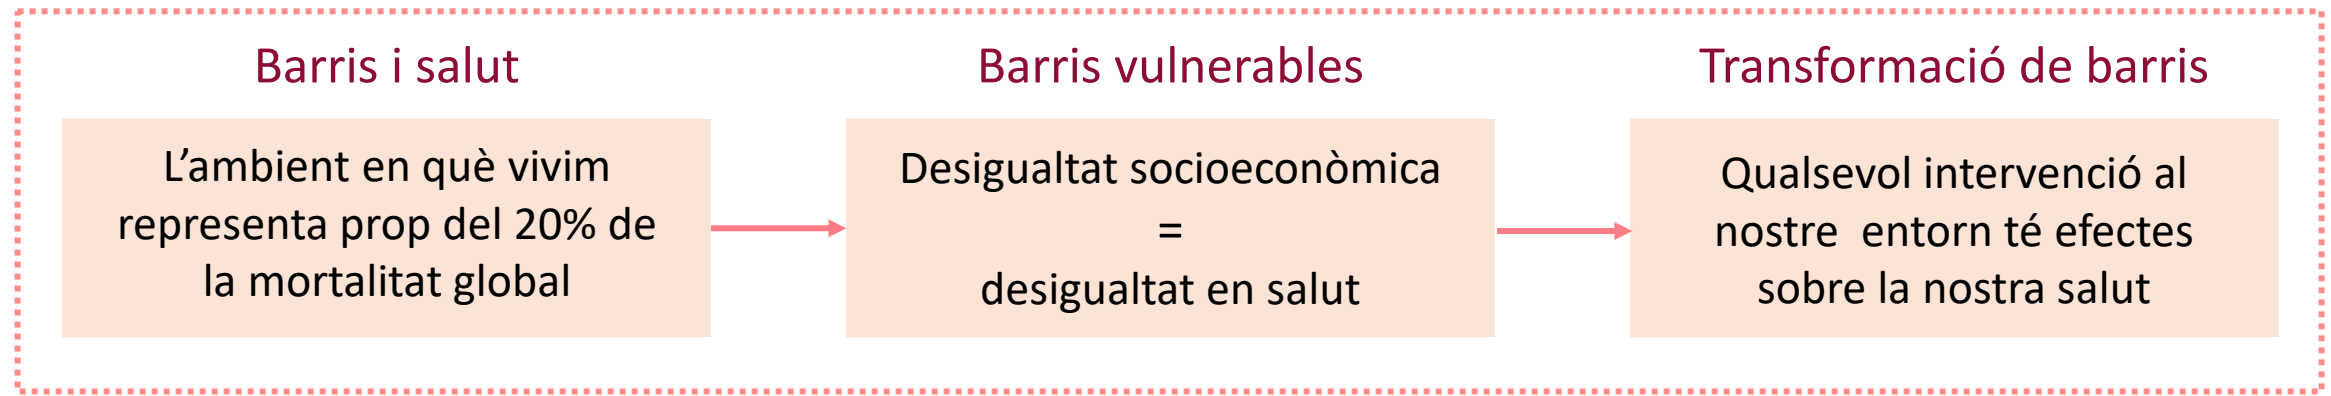 Barris i salut
L'ambient en què vivim
representa prop del 20% de
la mortalitat global
Barris vulnerables
Desigualtat socioeconòmica
=
desigualtat en salut
Transformació de barris
Qualsevol intervenció al
nostre  entorn té efectes
sobre la nostra salut